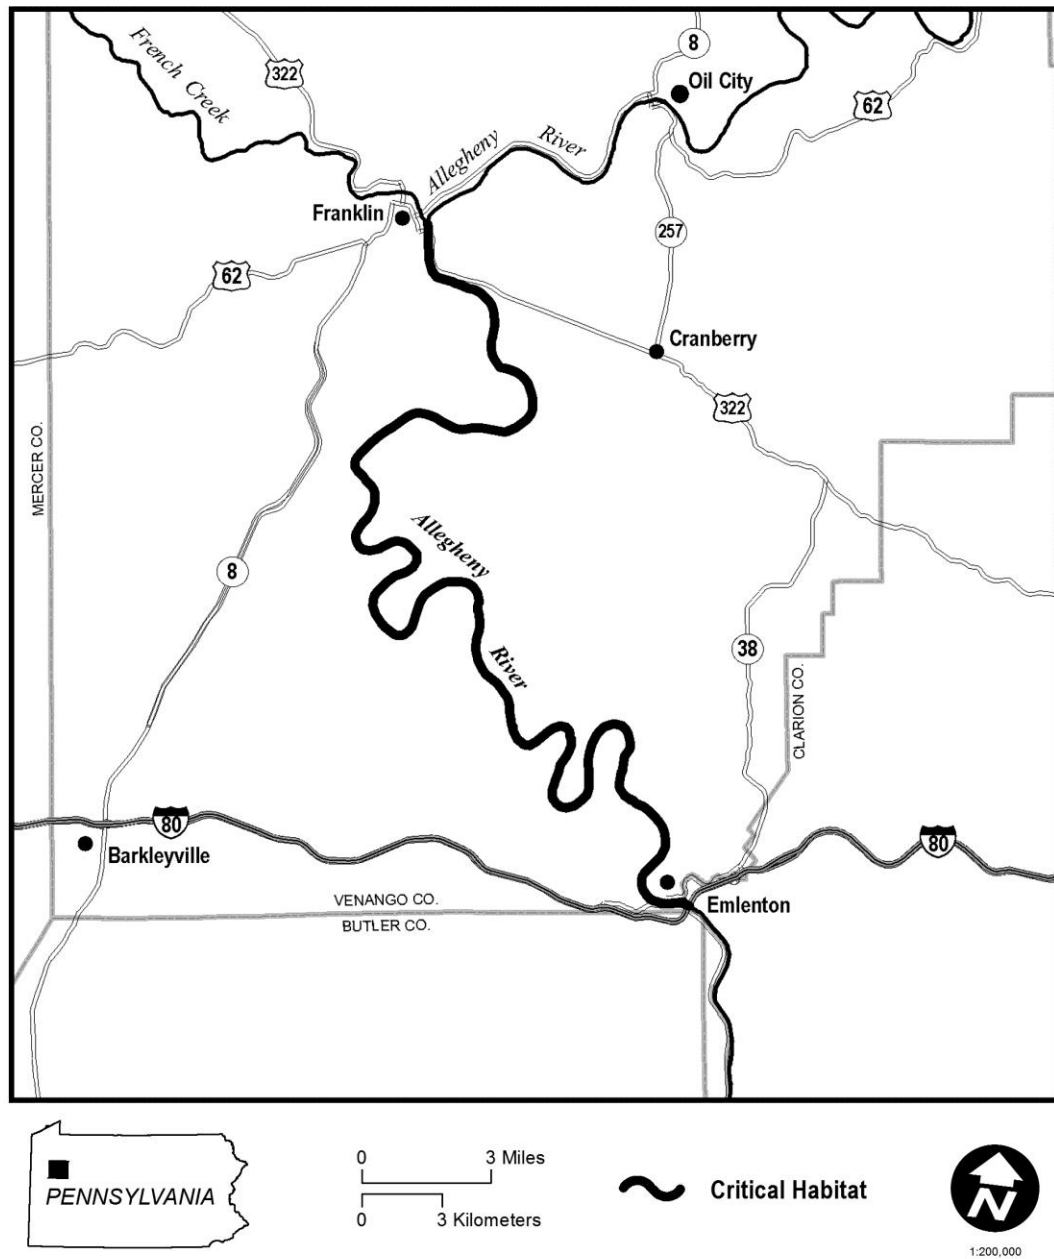 French Creek
322
8
Oil City
62
Allegheny
River
Franklin
257
62
Cranberry
322
MERCER CO.
Allegheny
8
River
38
CLARION CO.
80
80
Barkleyville
VENANGO CO.
Emlenton
BUTLER CO.
PENNSYLVANIA
0 3 Miles
0 3 Kilometers
Critical Habitat
N
1:200,000